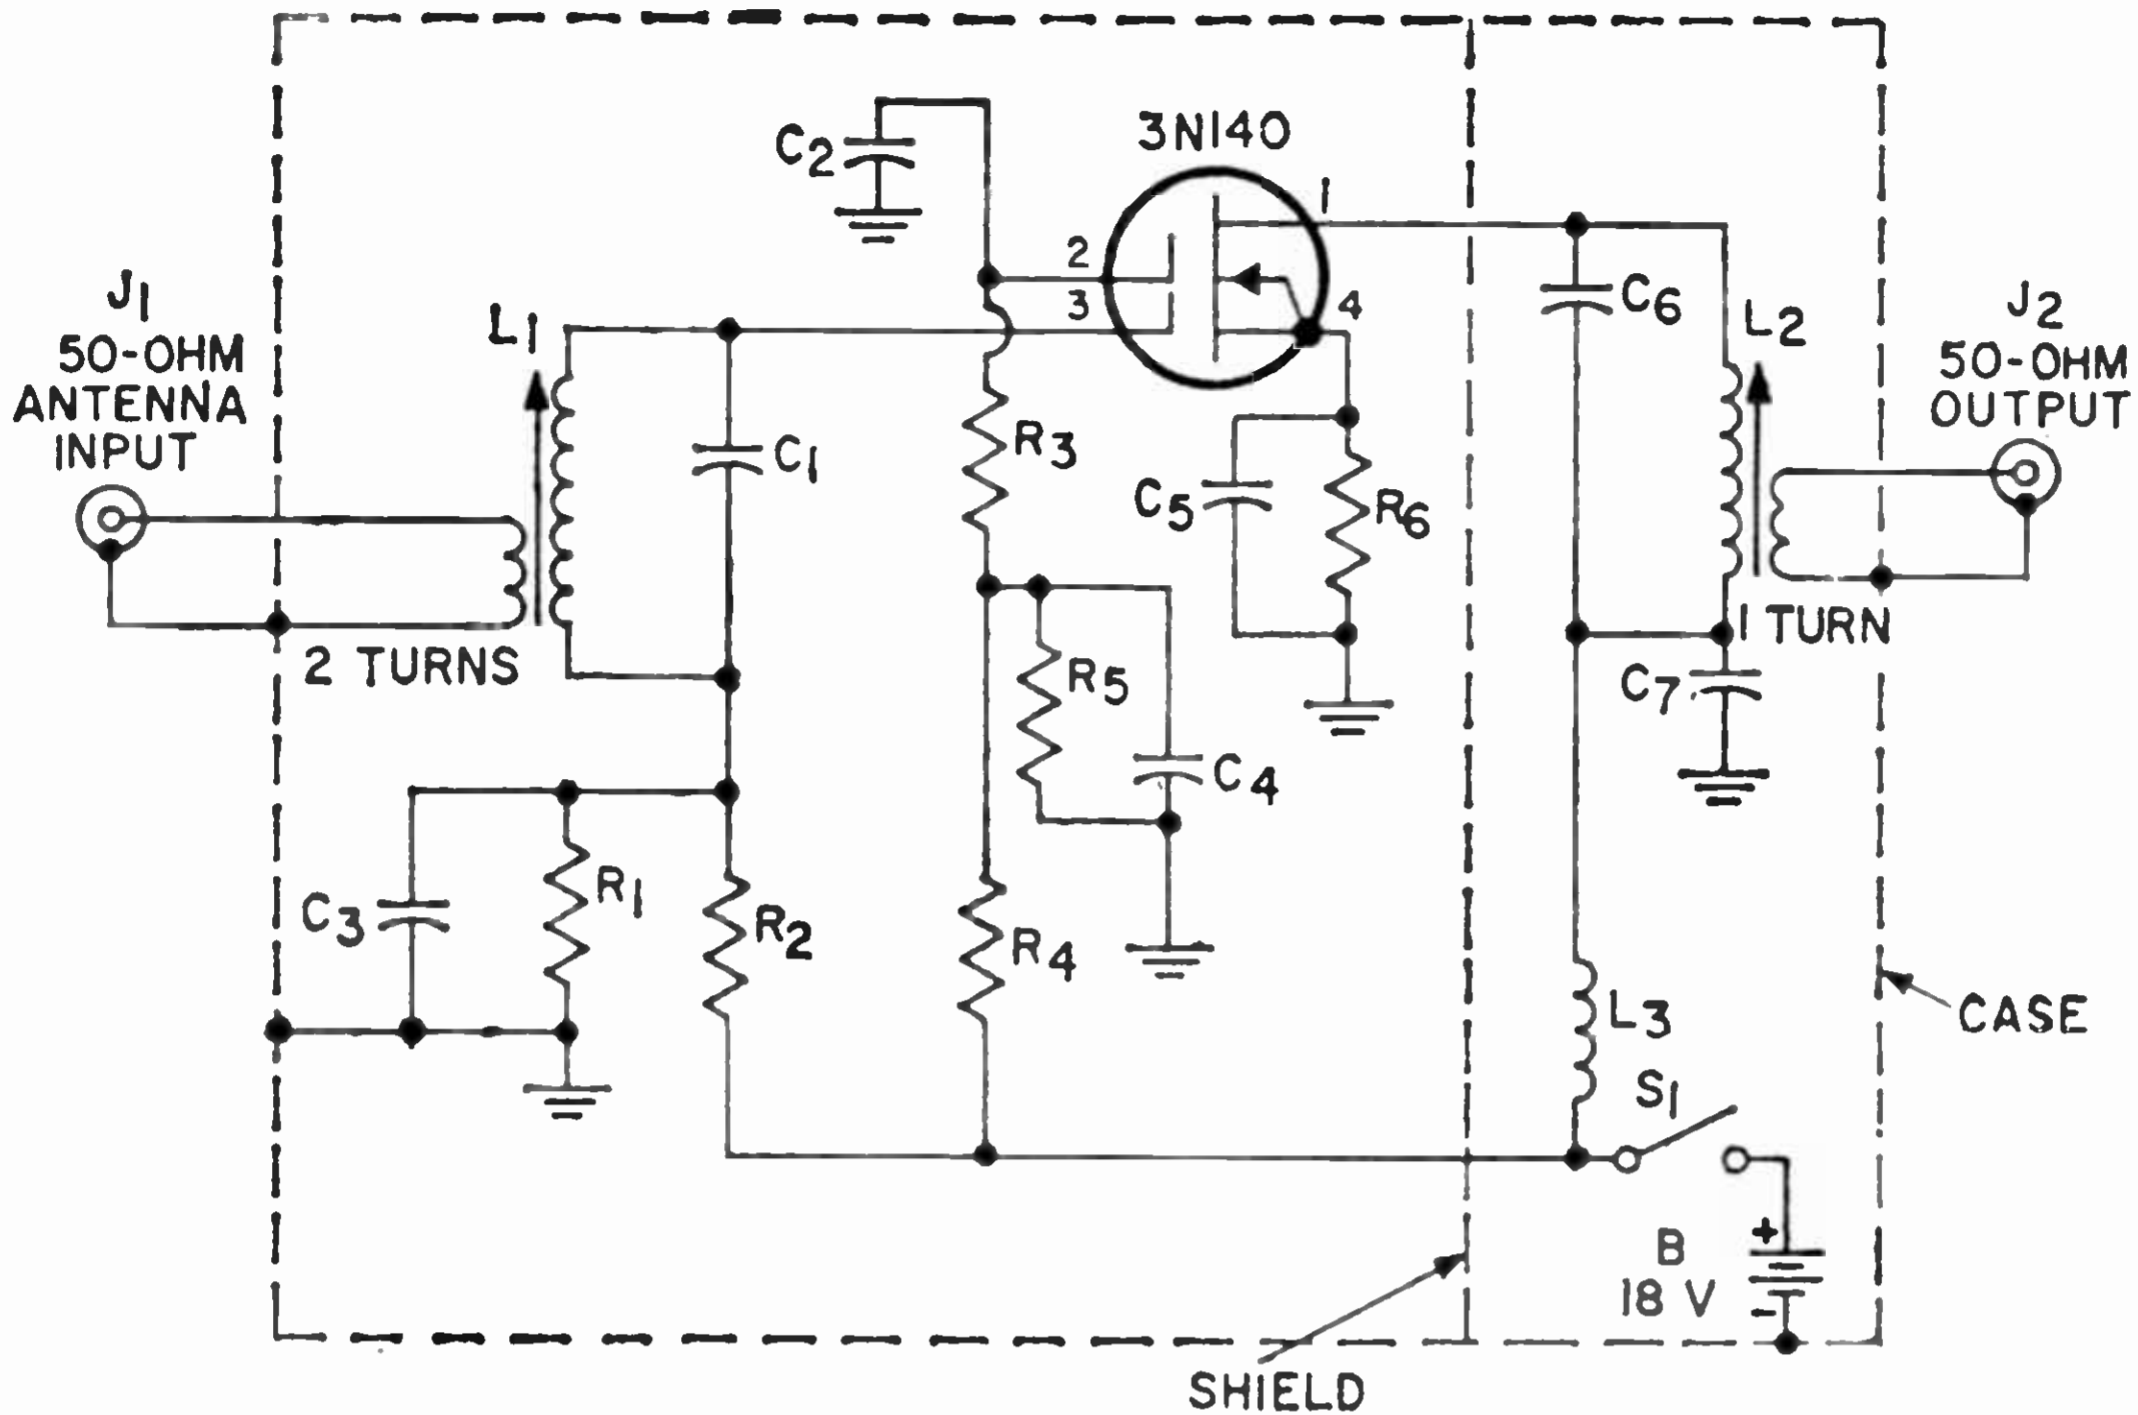 3N140
C2
1
2
3
4
J1
50-OHM
ANTENNA
INPUT
L1
C1
R3
C5
R6
C6
L2
J2
50-OHM
OUTPUT
2 TURNS
1 TURN
R5
C4
C7
C3
R1
R2
R4
L3
CASE
S1
+
B
18 V
-
SHIELD